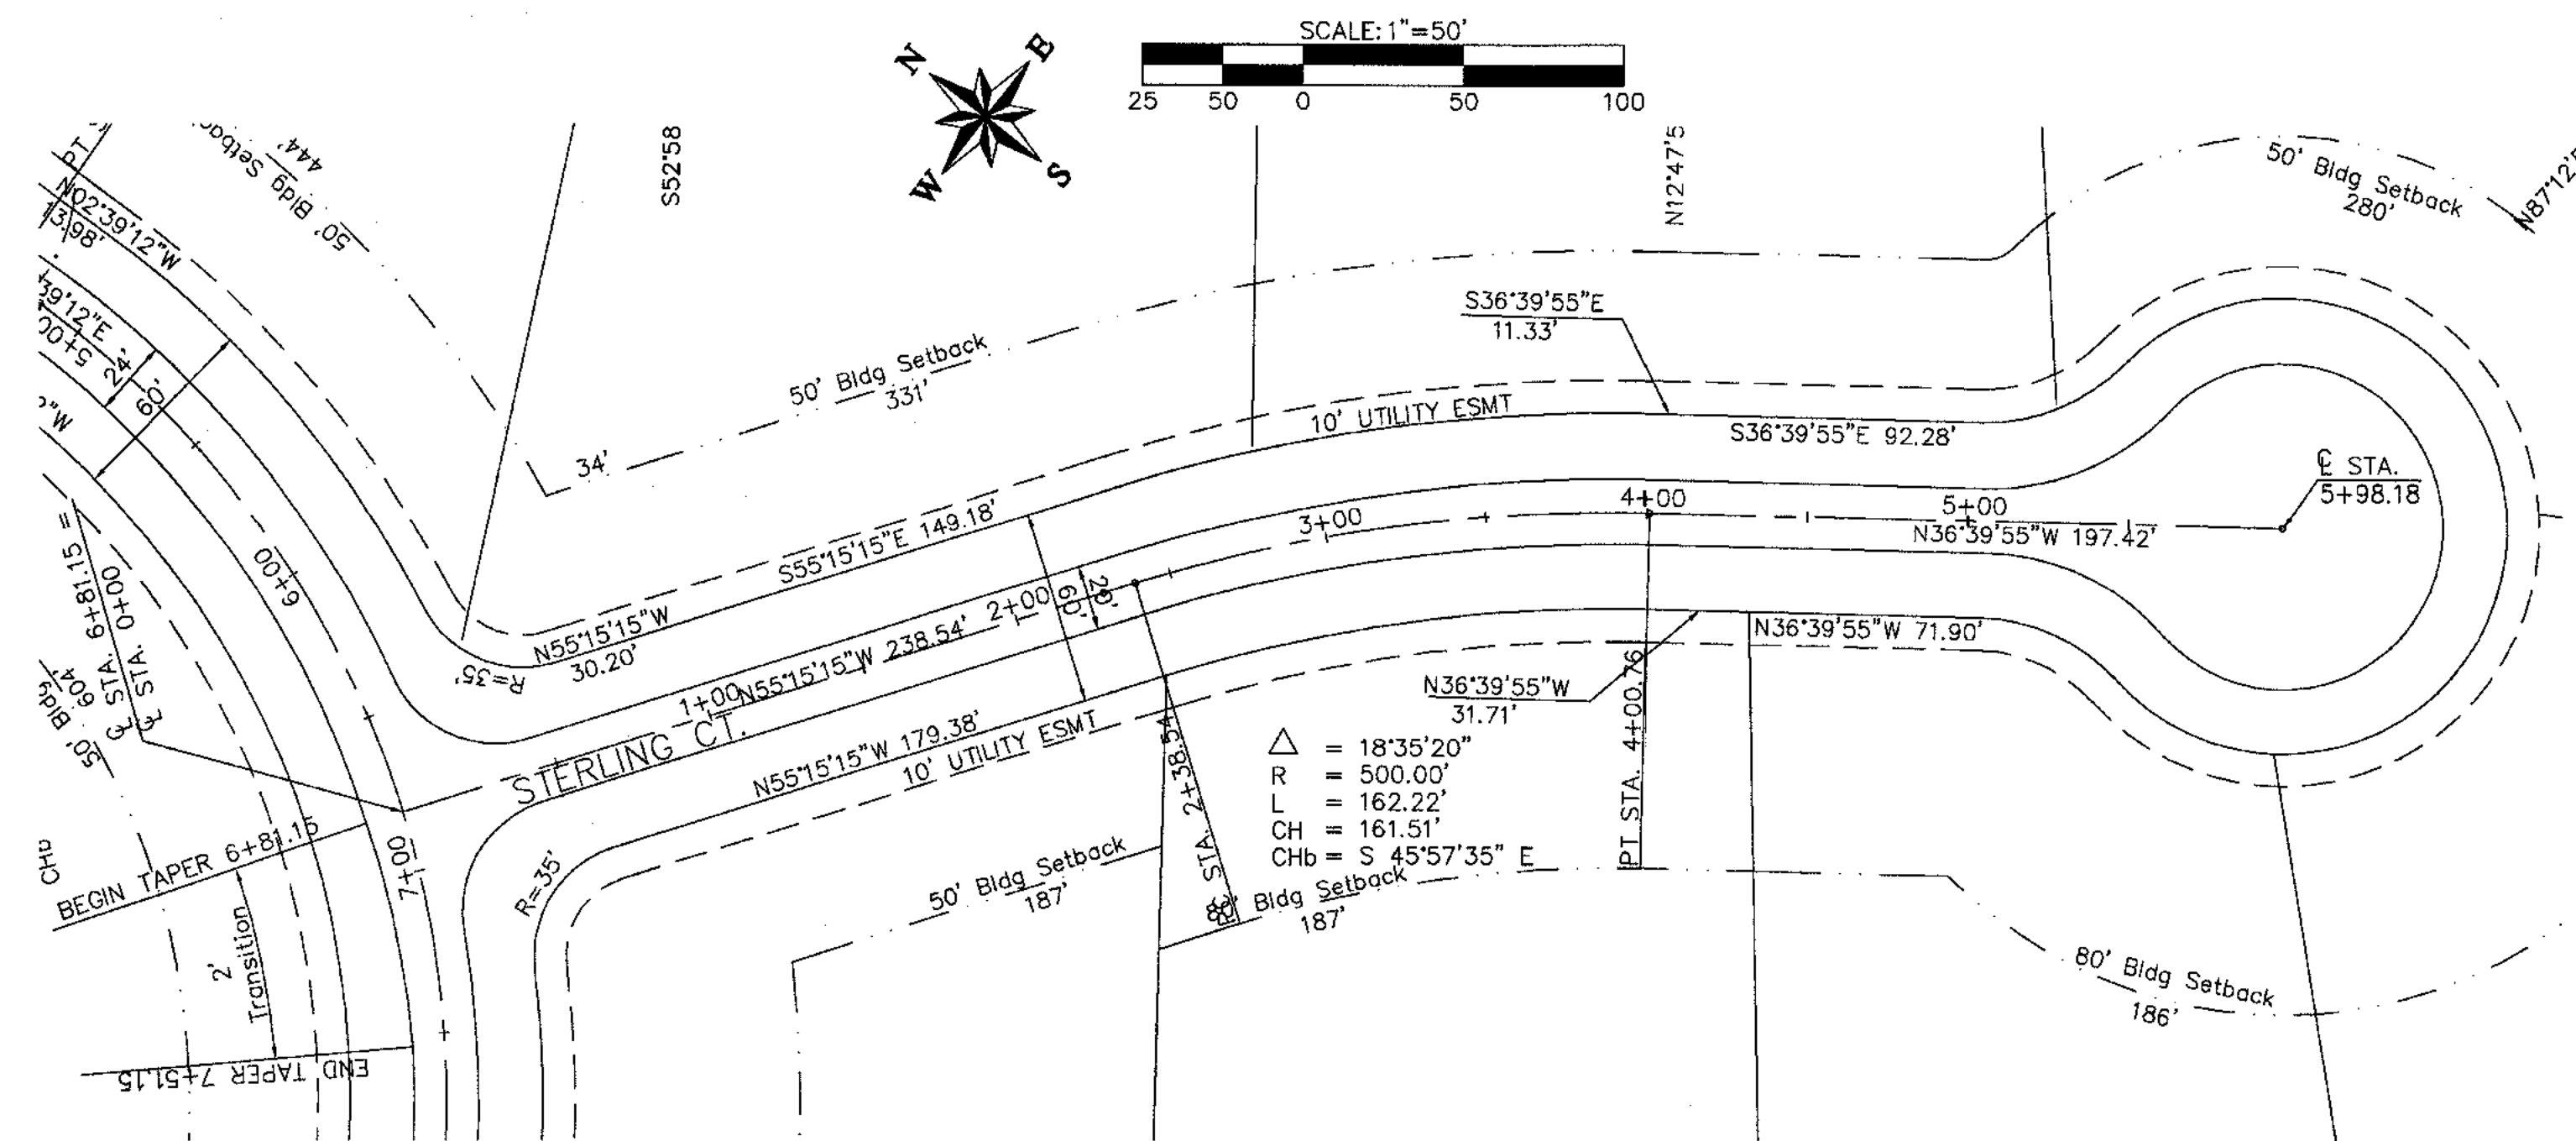 SCALE: 1"=50'
25 50 0 50 100
N E
W S
PT
N02°39'12"W
13.98'
39'12"E
5+00
24'
60'
"W
50' Bldg Setbac
444'
S52°58
N12°47'5
50' Bldg Setback
280'
N87°12'5
50' Bldg Setback
331'
34'
S36°39'55"E
11.33'
10' UTILITY ESMT
S36°39'55"E 92.28'
℄ STA.
5+98.18
3+00
4+00
5+00
N36°39'55"W 197.42'
S55°15'15"E 149.18'
N55°15'15"W
30.20'
R=35'
6+00
℄ STA. 6+81.15 =
℄ STA. 0+00
50' Bldg
604
1+00
N55°15'15"W 238.54'
2+00
60'
20'
STERLING CT.
N55°15'15"W 179.38'
10' UTILITY ESMT
R=35'
7+00
CHb
BEGIN TAPER 6+81.15
2'
Transition
END TAPER 7+51.15
50' Bldg Setback
187'
PC STA. 2+38.54
80' Bldg Setback
187'
△ = 18°35'20"
R = 500.00'
L = 162.22'
CH = 161.51'
CHb = S 45°57'35" E
N36°39'55"W
31.71'
PT STA. 4+00.76
N36°39'55"W 71.90'
80' Bldg Setback
186'